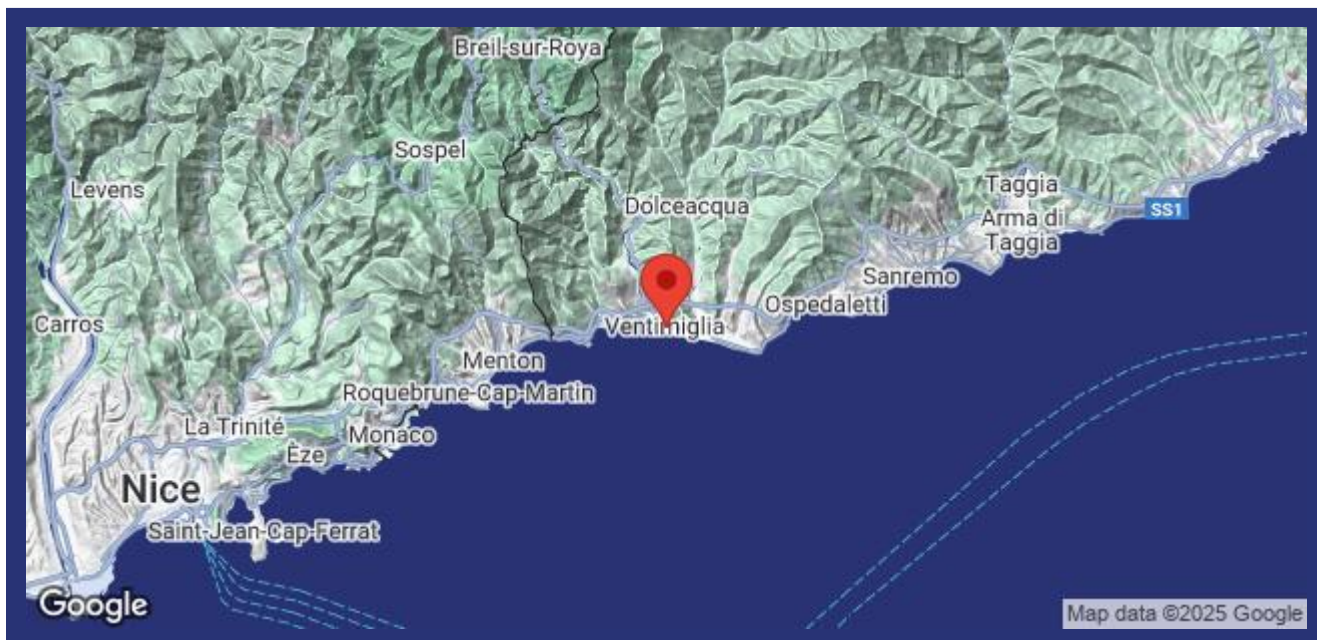 Breil-sur-Roya
Sospel
Levens
Taggia
Dolceacqua
SS1
Arma di
Taggia
Sanremo
Ospedaletti
Carros
Ventimiglia
Menton
Roquebrune-Cap-Martin
La Trinité
Monaco
Èze
Nice
Saint-Jean-Cap-Ferrat
Google
Map data ©2025 Google